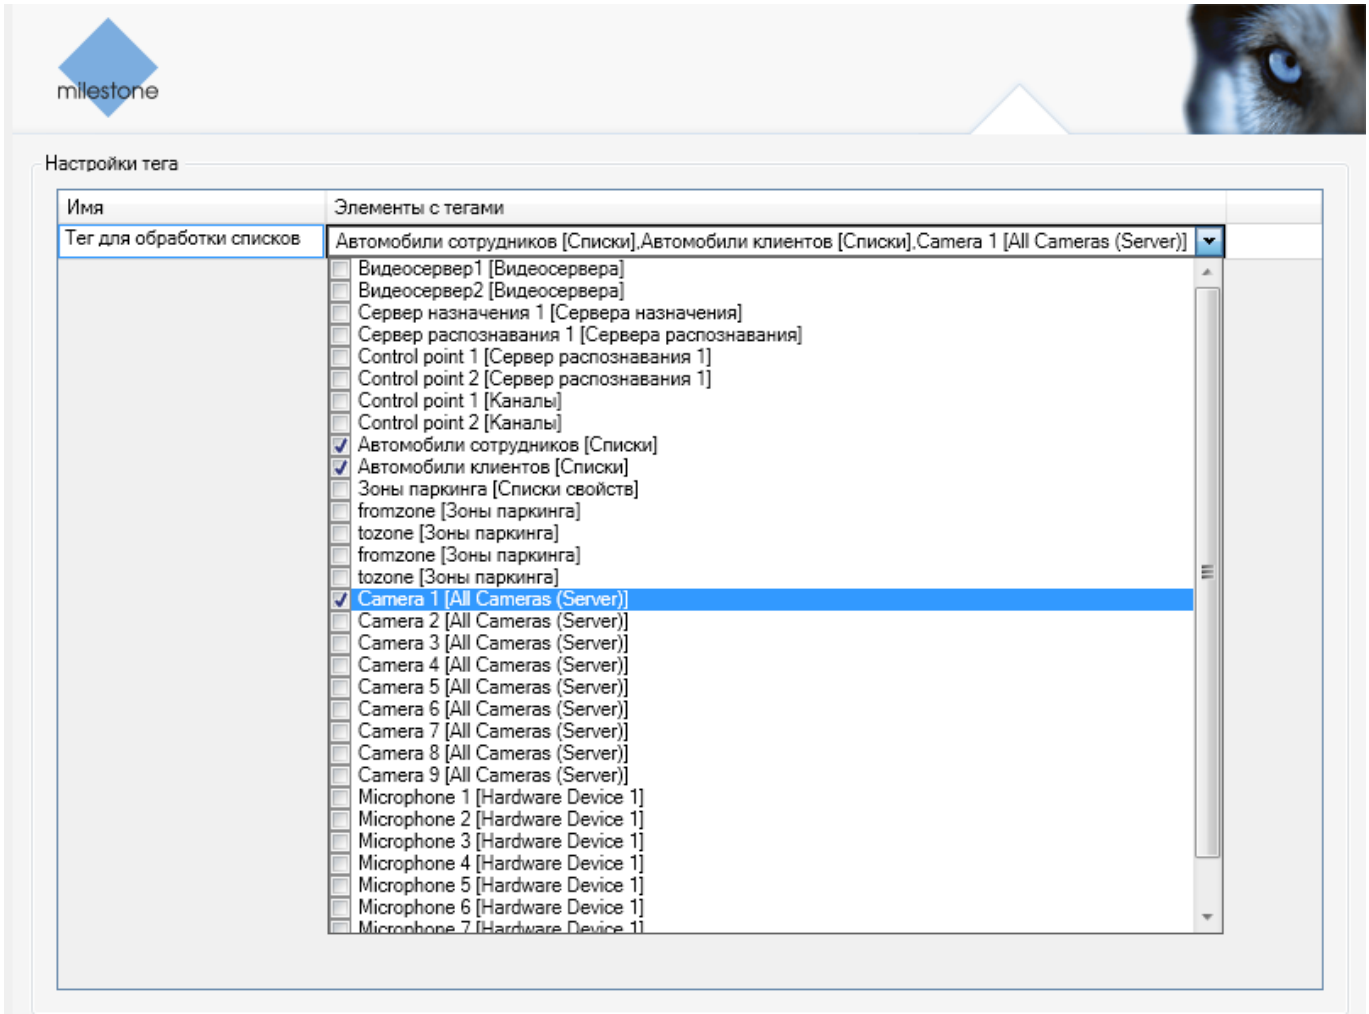 milestone
Настройки тега
Имя Элементы с тегами
Тег для обработки списков Автомобили сотрудников [Списки],Автомобили клиентов [Списки],Camera 1 [All Cameras (Server)]
Видеосервер1 [Видеосервера]
Видеосервер2 [Видеосервера]
Сервер назначения 1 [Сервера назначения]
Сервер распознавания 1 [Сервера распознавания]
Control point 1 [Сервер распознавания 1]
Control point 2 [Сервер распознавания 1]
Control point 1 [Каналы]
Control point 2 [Каналы]
Автомобили сотрудников [Списки]
Автомобили клиентов [Списки]
Зоны паркинга [Списки свойств]
fromzone [Зоны паркинга]
tozone [Зоны паркинга]
fromzone [Зоны паркинга]
tozone [Зоны паркинга]
Camera 1 [All Cameras (Server)]
Camera 2 [All Cameras (Server)]
Camera 3 [All Cameras (Server)]
Camera 4 [All Cameras (Server)]
Camera 5 [All Cameras (Server)]
Camera 6 [All Cameras (Server)]
Camera 7 [All Cameras (Server)]
Camera 8 [All Cameras (Server)]
Camera 9 [All Cameras (Server)]
Microphone 1 [Hardware Device 1]
Microphone 2 [Hardware Device 1]
Microphone 3 [Hardware Device 1]
Microphone 4 [Hardware Device 1]
Microphone 5 [Hardware Device 1]
Microphone 6 [Hardware Device 1]
Microphone 7 [Hardware Device 1]